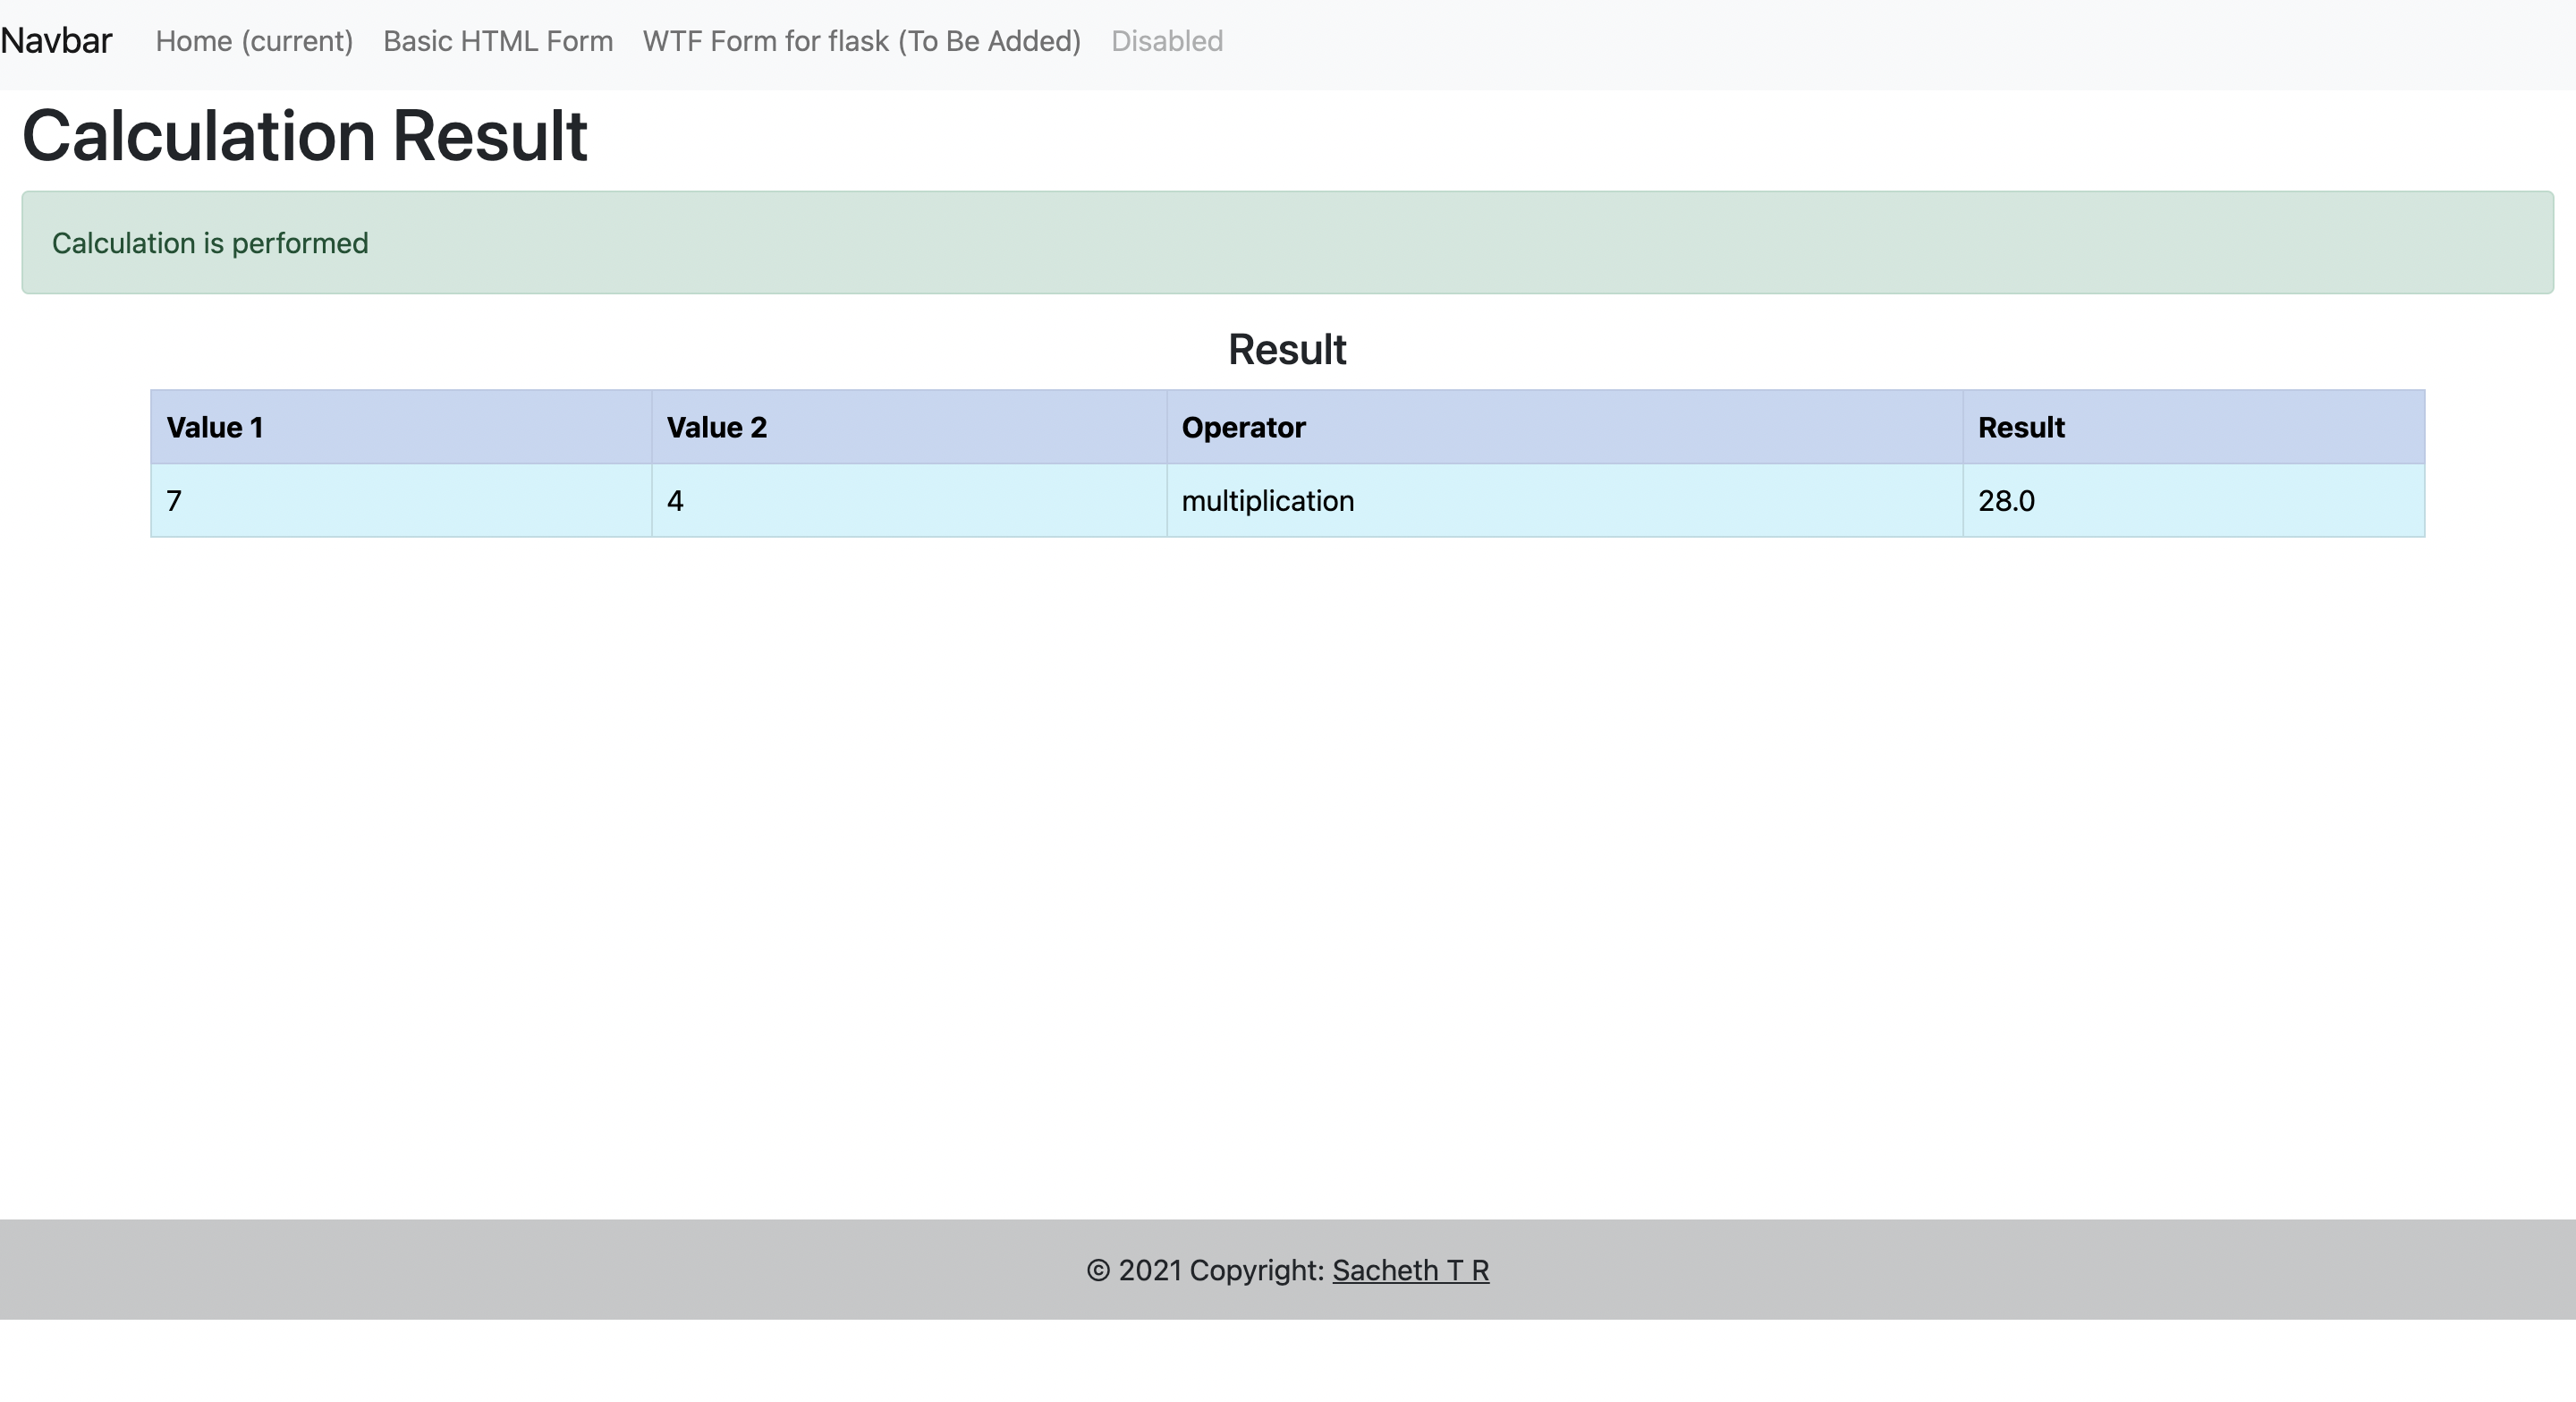 Navbar Home (current) Basic HTML Form WTF Form for flask (To Be Added) Disabled
Calculation Result
Calculation is performed
Result
Value 1 Value 2 Operator Result
7 4 multiplication 28.0
© 2021 Copyright: Sacheth T R